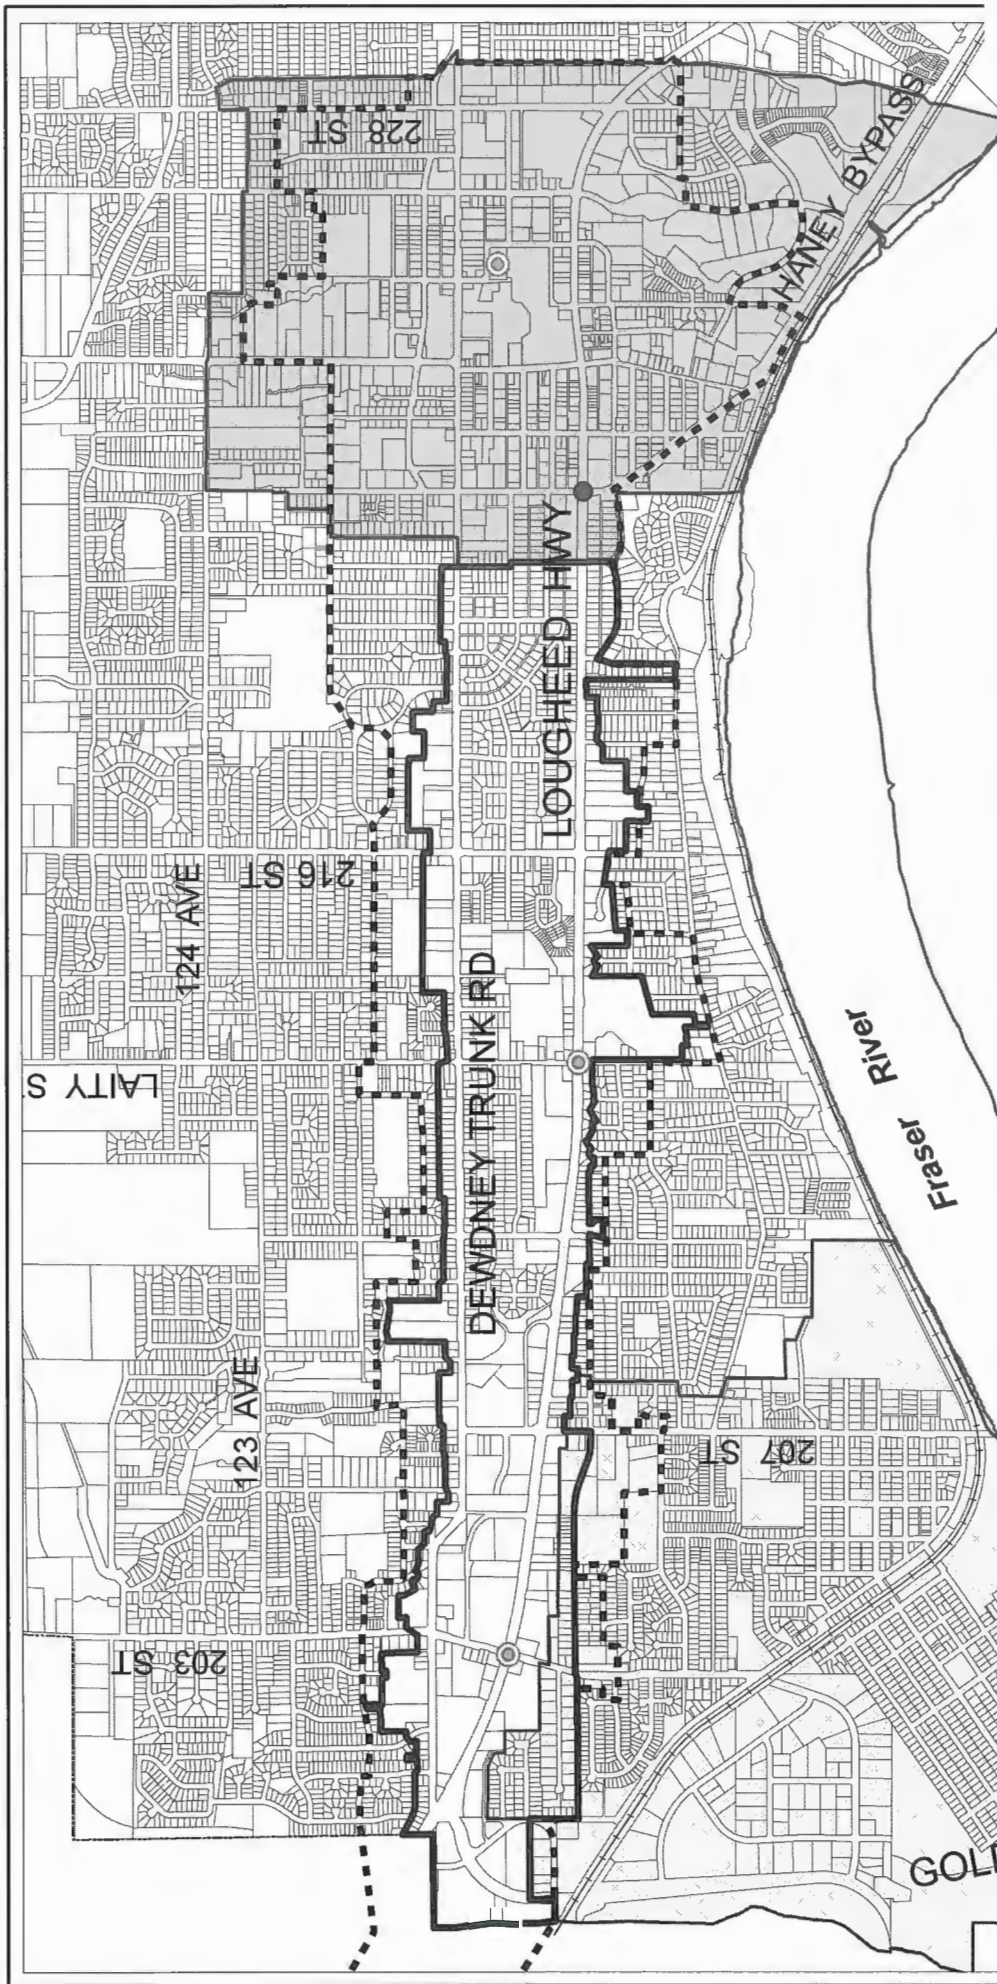 228 ST
HANEY BYPASS
LOUGHEED HWY
216 ST
124 AVE
DEWDNEY TRUNK RD
LAITY S
Fraser River
123 AVE
207 ST
203 ST
GOL